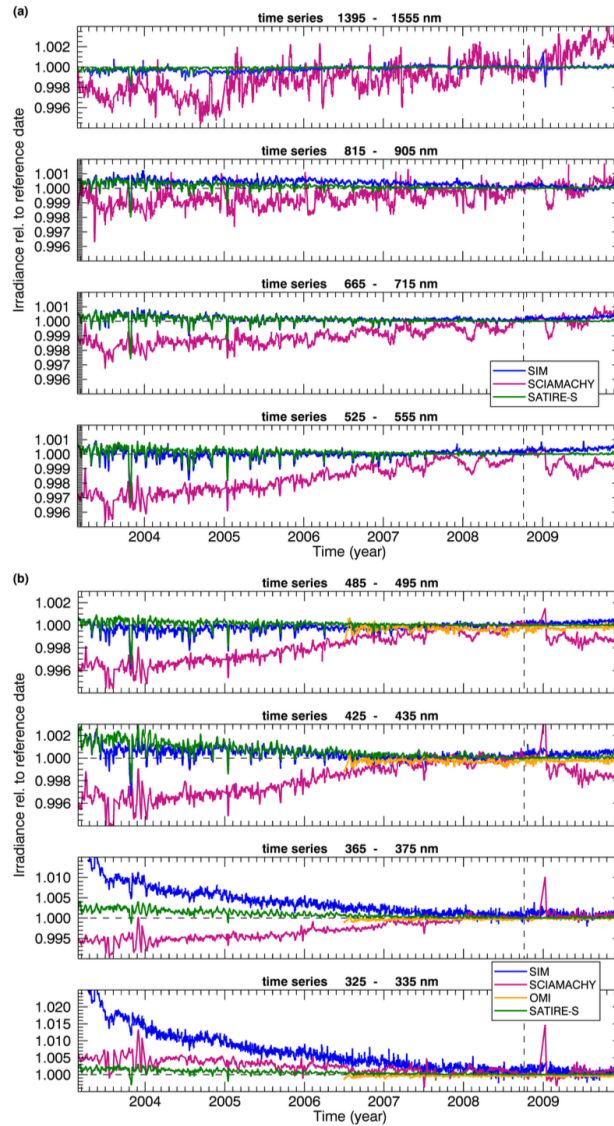 (a)
time series 1395 - 1555 nm
1.002
1.000
0.998
0.996
time series 815 - 905 nm
1.001
1.000
0.999
0.998
0.997
0.996
time series 665 - 715 nm
1.001
1.000
0.999
0.998
0.997
0.996
SIM
SCIAMACHY
SATIRE-S
time series 525 - 555 nm
1.001
1.000
0.999
0.998
0.997
0.996
Irradiance rel. to reference date
2004 2005 2006 2007 2008 2009
Time (year)
(b)
time series 485 - 495 nm
1.002
1.000
0.998
0.996
time series 425 - 435 nm
1.002
1.000
0.998
0.996
time series 365 - 375 nm
1.010
1.005
1.000
0.995
SIM
SCIAMACHY
OMI
SATIRE-S
time series 325 - 335 nm
1.020
1.015
1.010
1.005
1.000
Irradiance rel. to reference date
2004 2005 2006 2007 2008 2009
Time (year)